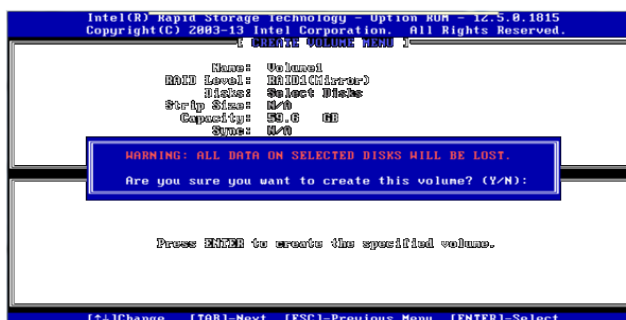 Intel(R) Rapid Storage Technology - Option ROM - 12.5.0.1815
Copyright(C) 2003-13 Intel Corporation. All Rights Reserved.
[ CREATE VOLUME MENU ]
Name: Volume1
RAID Level: RAID1(Mirror)
Disks: Select Disks
Strip Size: N/A
Capacity: 59.6 GB
Sync: N/A
WARNING: ALL DATA ON SELECTED DISKS WILL BE LOST.
Are you sure you want to create this volume? (Y/N):
Press ENTER to create the specified volume.
[↑↓]Change [TAB]-Next [ESC]-Previous Menu [ENTER]-Select